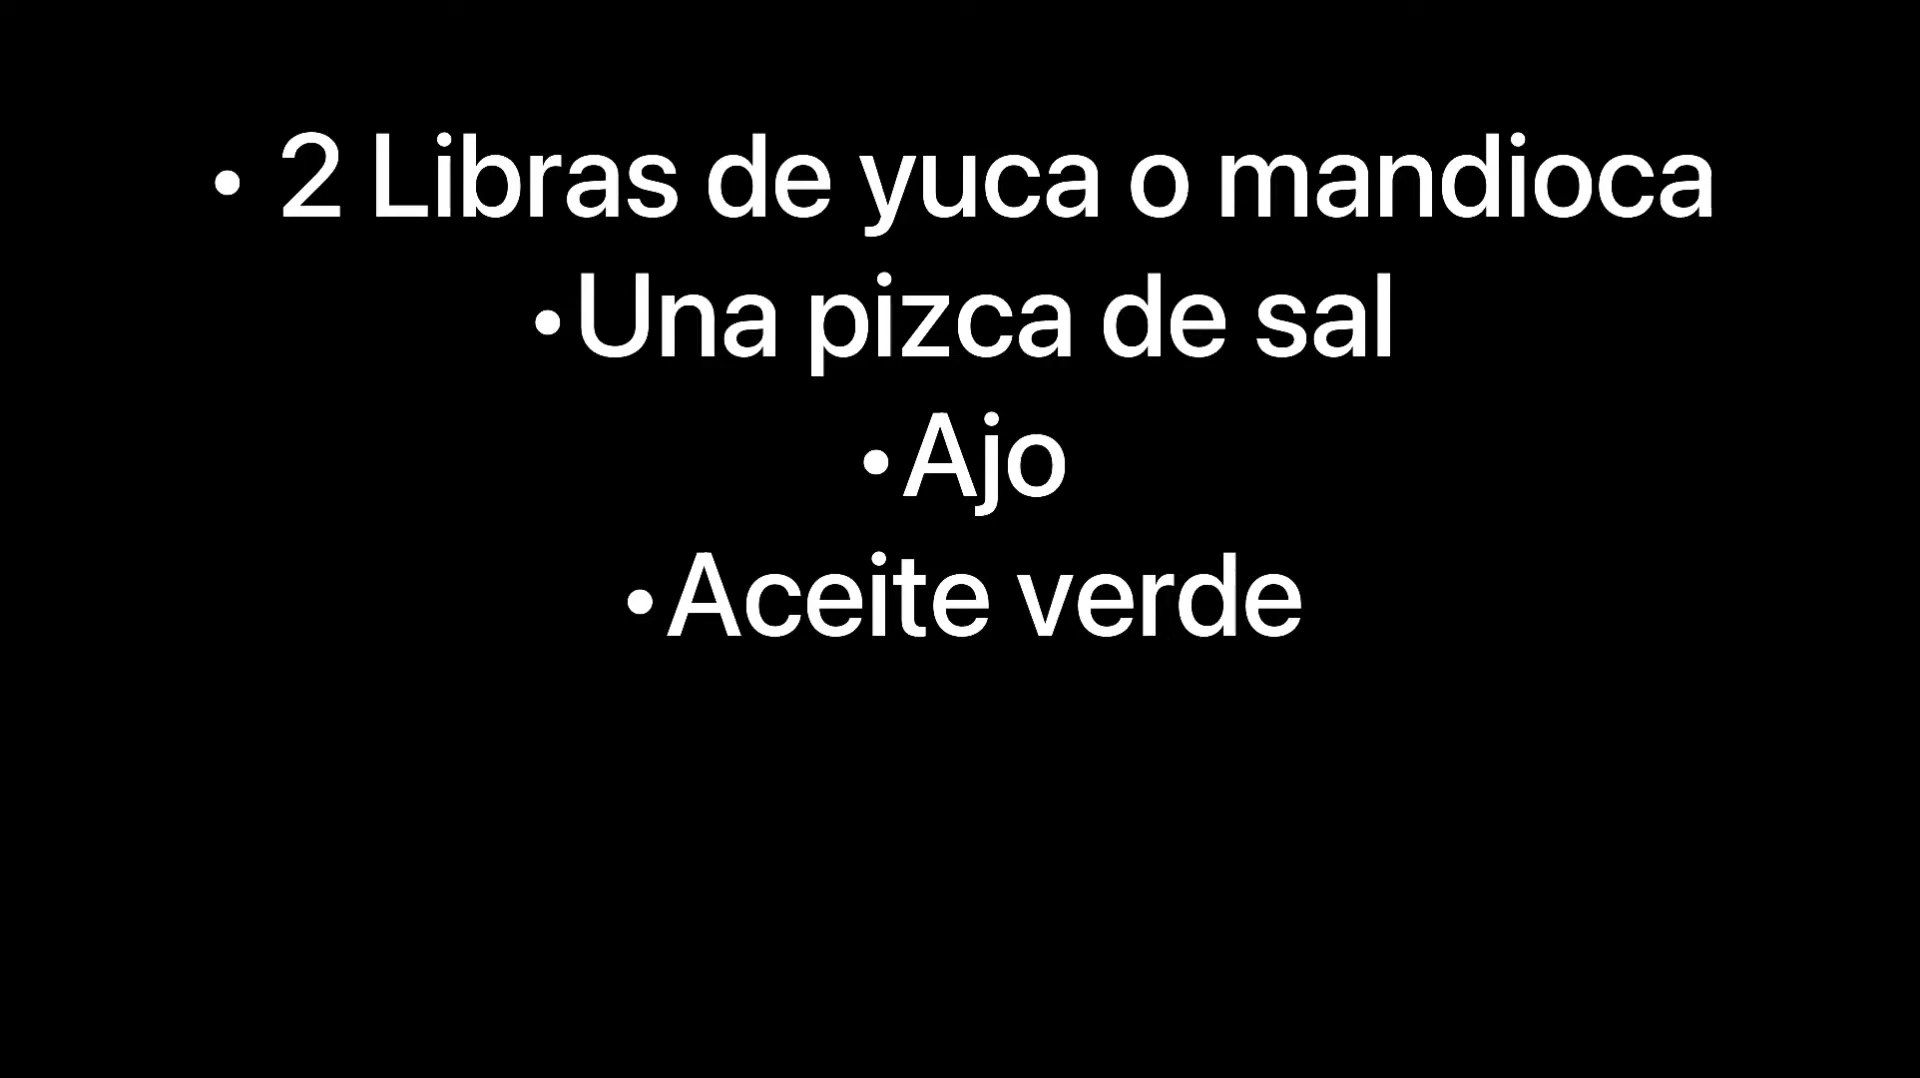 • 2 Libras de yuca o mandioca
•Una pizca de sal
•Ajo
•Aceite verde